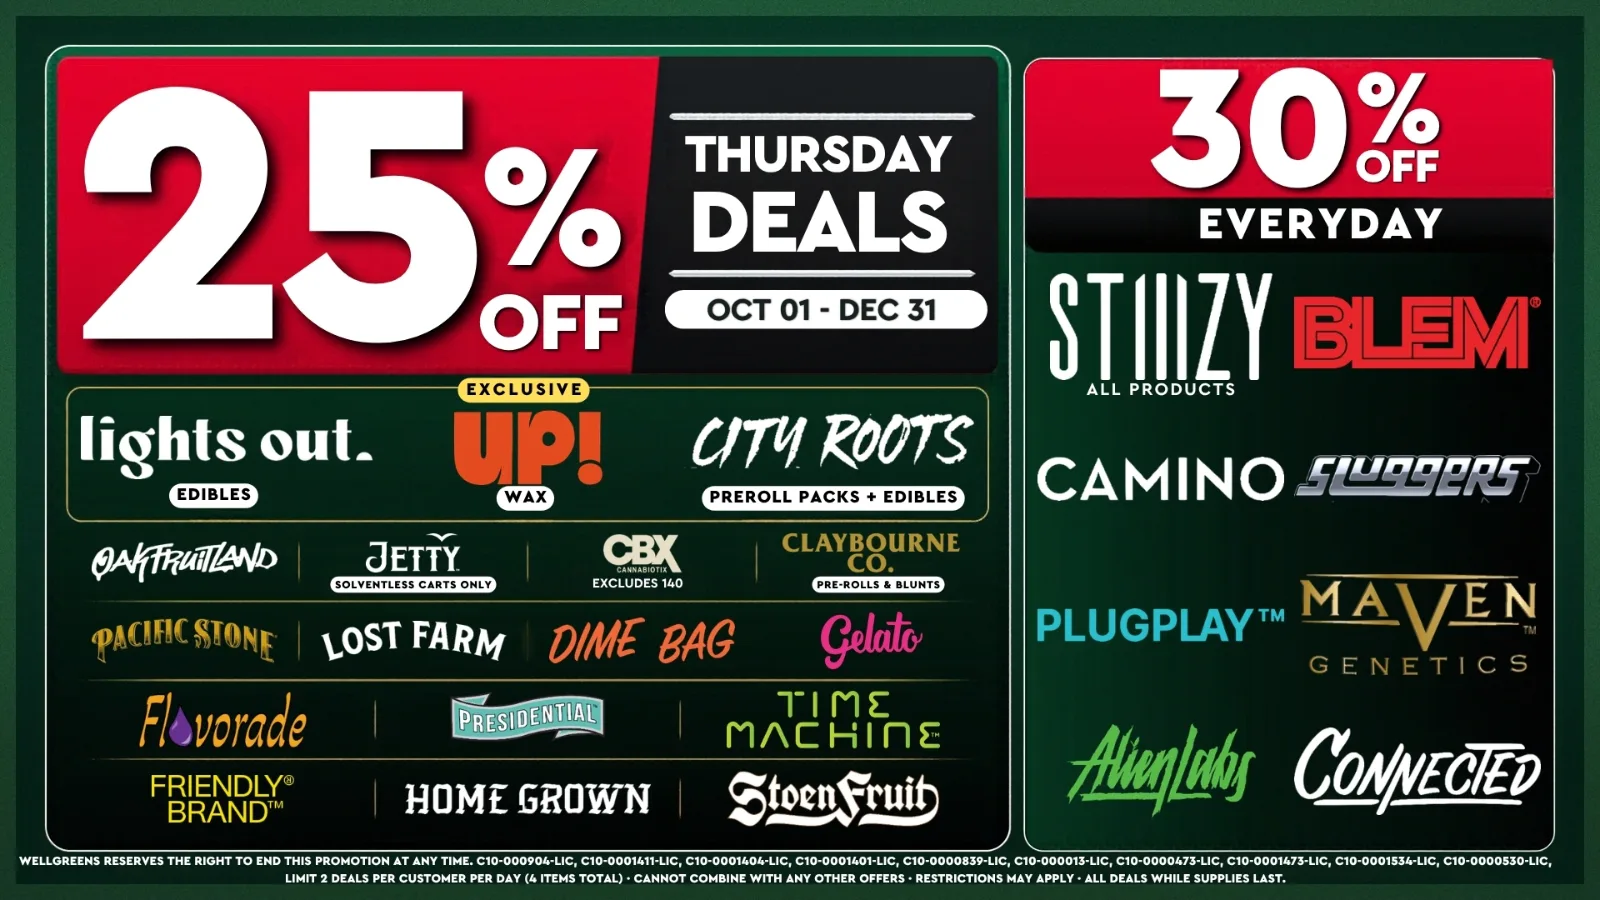 25% OFF
THURSDAY
DEALS
OCT 01 - DEC 31
EXCLUSIVE
lights out.
EDIBLES
UP!
WAX
CITY ROOTS
PREROLL PACKS + EDIBLES
OAKFRUITLAND
JETTY
SOLVENTLESS CARTS ONLY
CBX
CANNABIOTIX
EXCLUDES 140
CLAYBOURNE
CO.
PRE-ROLLS & BLUNTS
PACIFIC STONE
LOST FARM
DIME BAG
Gelato
Flavorade
PRESIDENTIAL
TIME
MACHINE™
FRIENDLY®
BRAND™
HOME GROWN
StoenFruit
30% OFF
EVERYDAY
STIIIZY
ALL PRODUCTS
BLEM®
CAMINO
SLUGGERS
PLUGPLAY™
MAVEN™
GENETICS
AlienLabs
CONNECTED
WELLGREENS RESERVES THE RIGHT TO END THIS PROMOTION AT ANY TIME. C10-000904-LIC, C10-0001411-LIC, C10-0001404-LIC, C10-0001401-LIC, C10-0000839-LIC, C10-000013-LIC, C10-0000473-LIC, C10-0001473-LIC, C10-0001534-LIC, C10-0000530-LIC,
LIMIT 2 DEALS PER CUSTOMER PER DAY (4 ITEMS TOTAL) · CANNOT COMBINE WITH ANY OTHER OFFERS · RESTRICTIONS MAY APPLY · ALL DEALS WHILE SUPPLIES LAST.